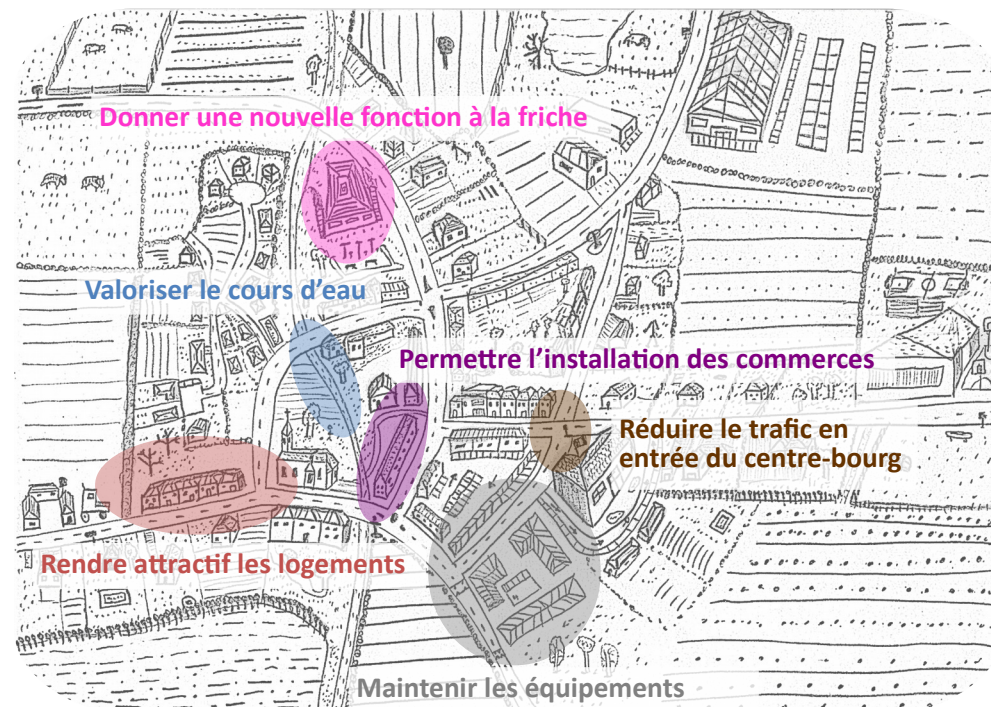 Donner une nouvelle fonction à la friche
Valoriser le cours d'eau
Permettre l'installation des commerces
Réduire le trafic en
entrée du centre-bourg
Rendre attractif les logements
Maintenir les équipements